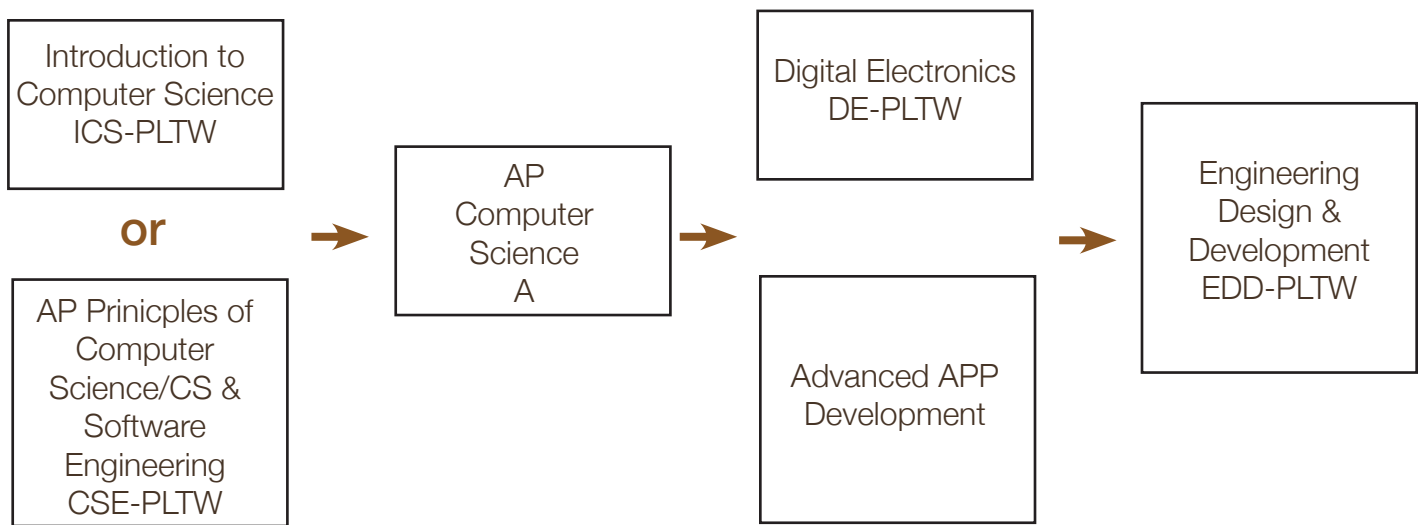 Introduction to
Computer Science
ICS-PLTW
or
AP Prinicples of
Computer
Science/CS &
Software
Engineering
CSE-PLTW
AP
Computer
Science
A
Digital Electronics
DE-PLTW
Advanced APP
Development
Engineering
Design &
Development
EDD-PLTW